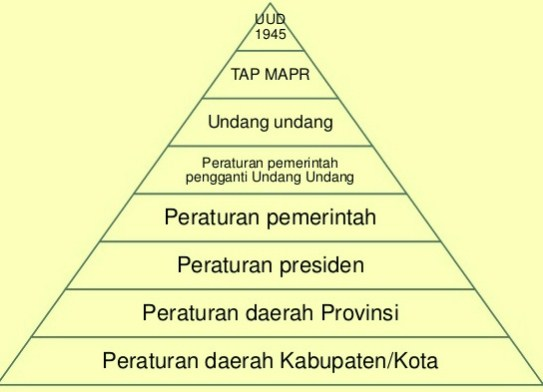 UUD
1945
TAP MAPR
Undang undang
Peraturan pemerintah
pengganti Undang Undang
Peraturan pemerintah
Peraturan presiden
Peraturan daerah Provinsi
Peraturan daerah Kabupaten/Kota